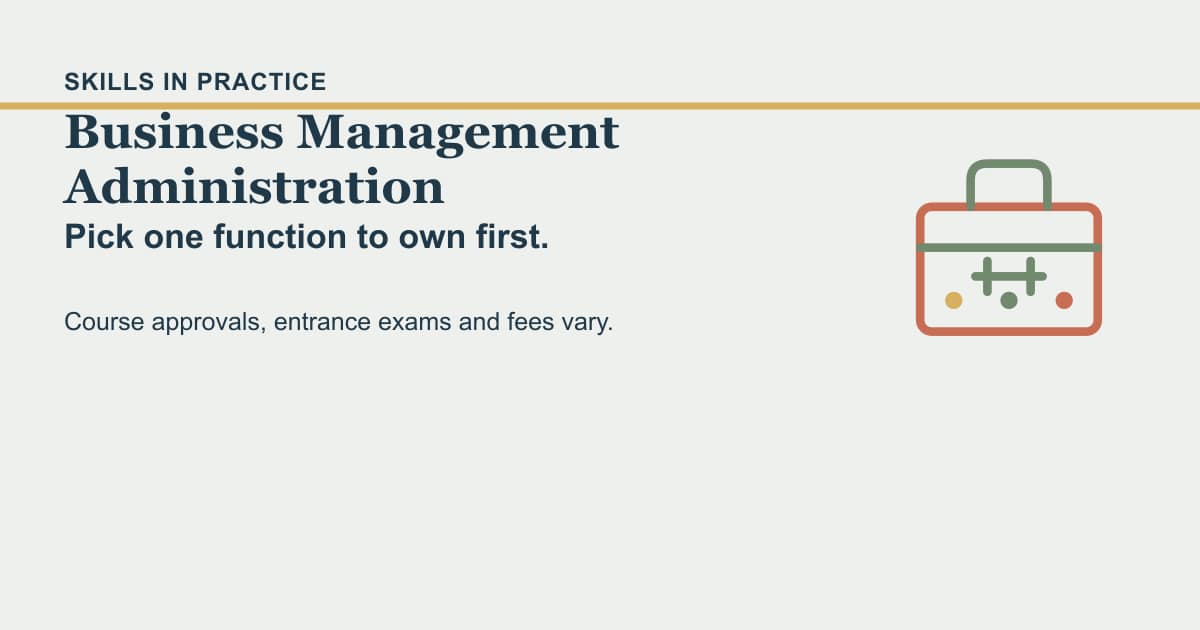 SKILLS IN PRACTICE
Business Management
Administration
Pick one function to own first.
Course approvals, entrance exams and fees vary.